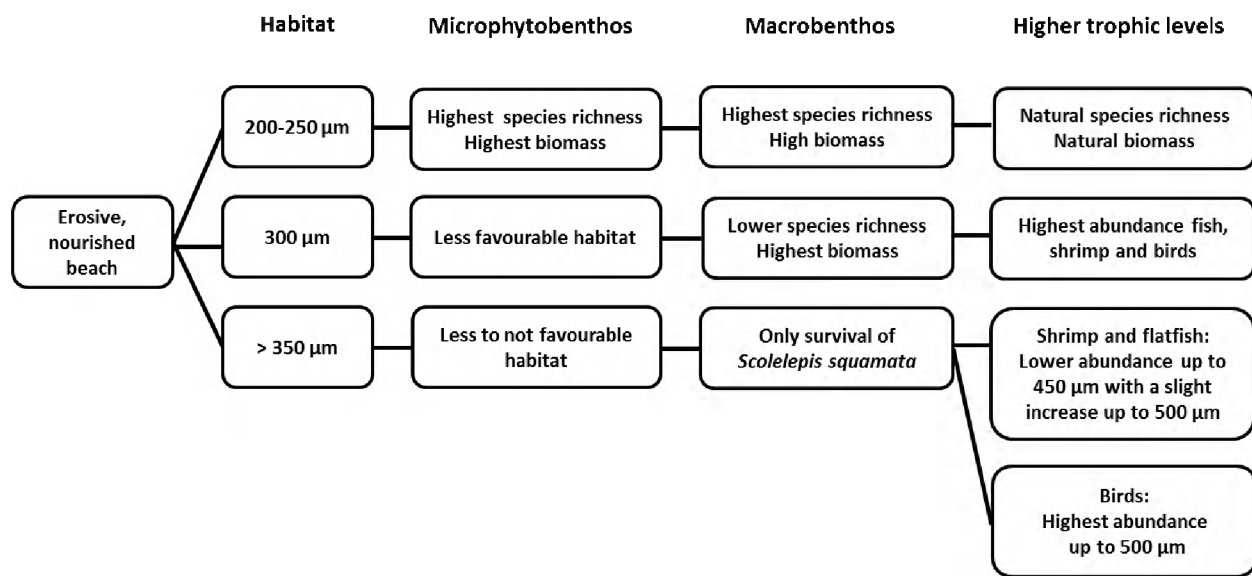 Habitat
Microphytobenthos
Macrobenthos
Higher trophic levels
Erosive,
nourished
beach
200-250 µm
Highest species richness
Highest biomass
Highest species richness
High biomass
Natural species richness
Natural biomass
300 µm
Less favourable habitat
Lower species richness
Highest biomass
Highest abundance fish,
shrimp and birds
> 350 µm
Less to not favourable
habitat
Only survival of
Scolelepis squamata
Shrimp and flatfish:
Lower abundance up to
450 µm with a slight
increase up to 500 µm
Birds:
Highest abundance
up to 500 µm